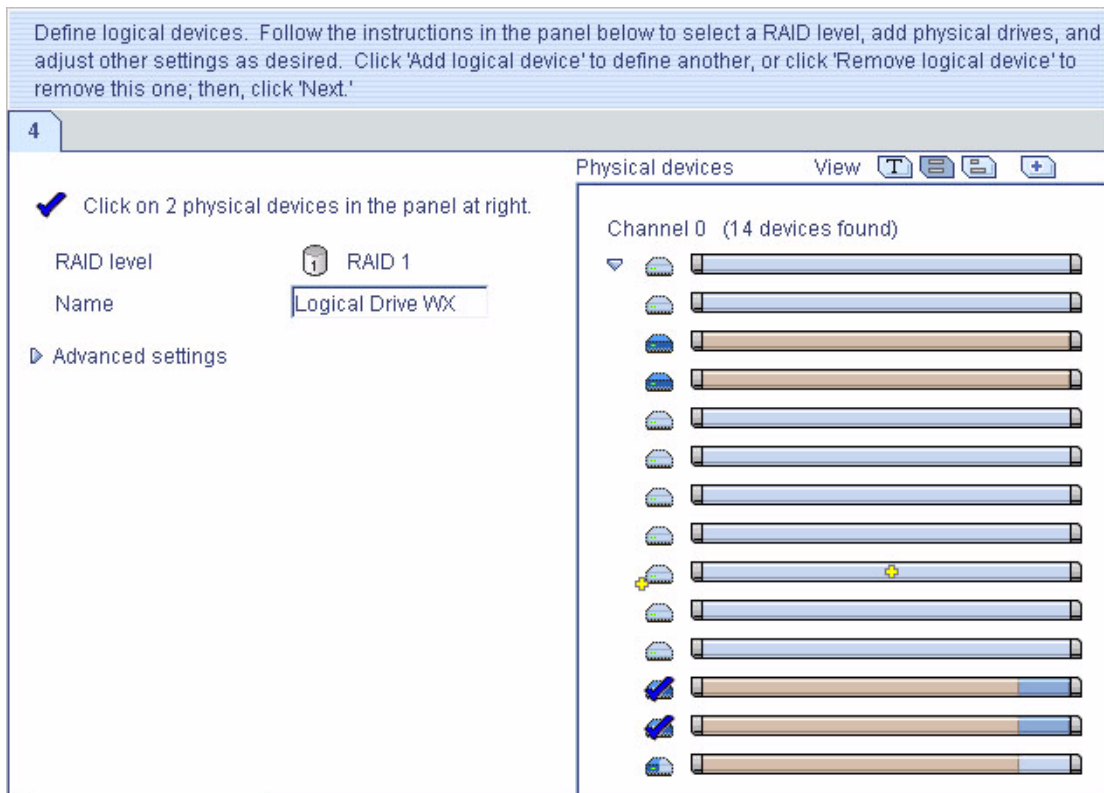 Define logical devices. Follow the instructions in the panel below to select a RAID level, add physical drives, and
adjust other settings as desired. Click 'Add logical device' to define another, or click 'Remove logical device' to
remove this one; then, click 'Next.'
4
Physical devices View T
Click on 2 physical devices in the panel at right.
Channel 0 (14 devices found)
RAID level 1 RAID 1
Name Logical Drive WX
Advanced settings